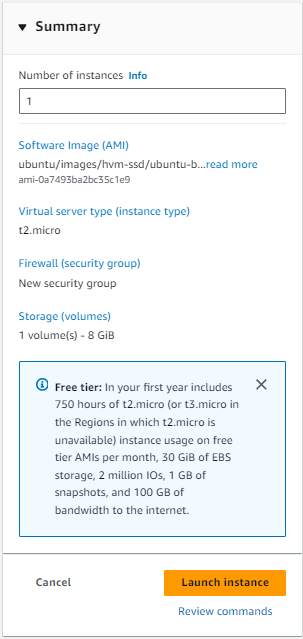 Summary
Number of instances Info
1
Software Image (AMI)
ubuntu/images/hvm-ssd/ubuntu-b...read more
ami-0a7493ba2bc35c1e9
Virtual server type (instance type)
t2.micro
Firewall (security group)
New security group
Storage (volumes)
1 volume(s) - 8 GiB
Free tier: In your first year includes
750 hours of t2.micro (or t3.micro in
the Regions in which t2.micro is
unavailable) instance usage on free
tier AMIs per month, 30 GiB of EBS
storage, 2 million IOs, 1 GB of
snapshots, and 100 GB of
bandwidth to the internet.
Cancel Launch instance
Review commands